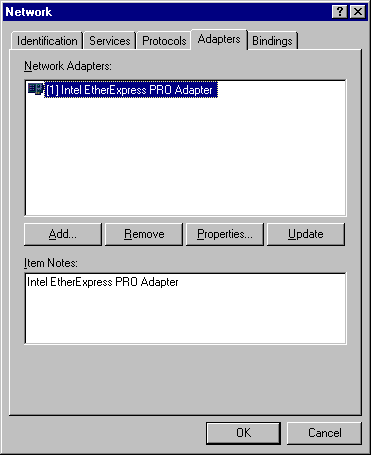 Network
Identification Services Protocols Adapters Bindings
Network Adapters:
[1] Intel EtherExpress PRO Adapter
Add... Remove Properties... Update
Item Notes:
Intel EtherExpress PRO Adapter
OK Cancel